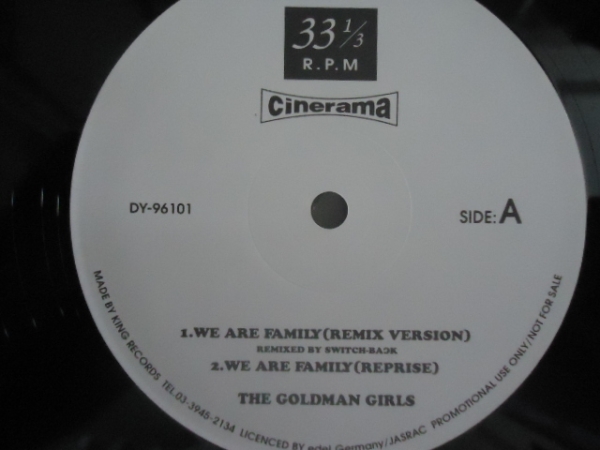 33 1/3
R.P.M
Cinerama
DY-96101
SIDE: A
1.WE ARE FAMILY(REMIX VERSION)
REMIXED BY SWITCH-BACK
2.WE ARE FAMILY(REPRISE)
THE GOLDMAN GIRLS
MADE BY KING RECORDS TEL.03-3945-2134 LICENCED BY edel Germany/JASRAC PROMOTIONAL USE ONLY/NOT FOR SALE